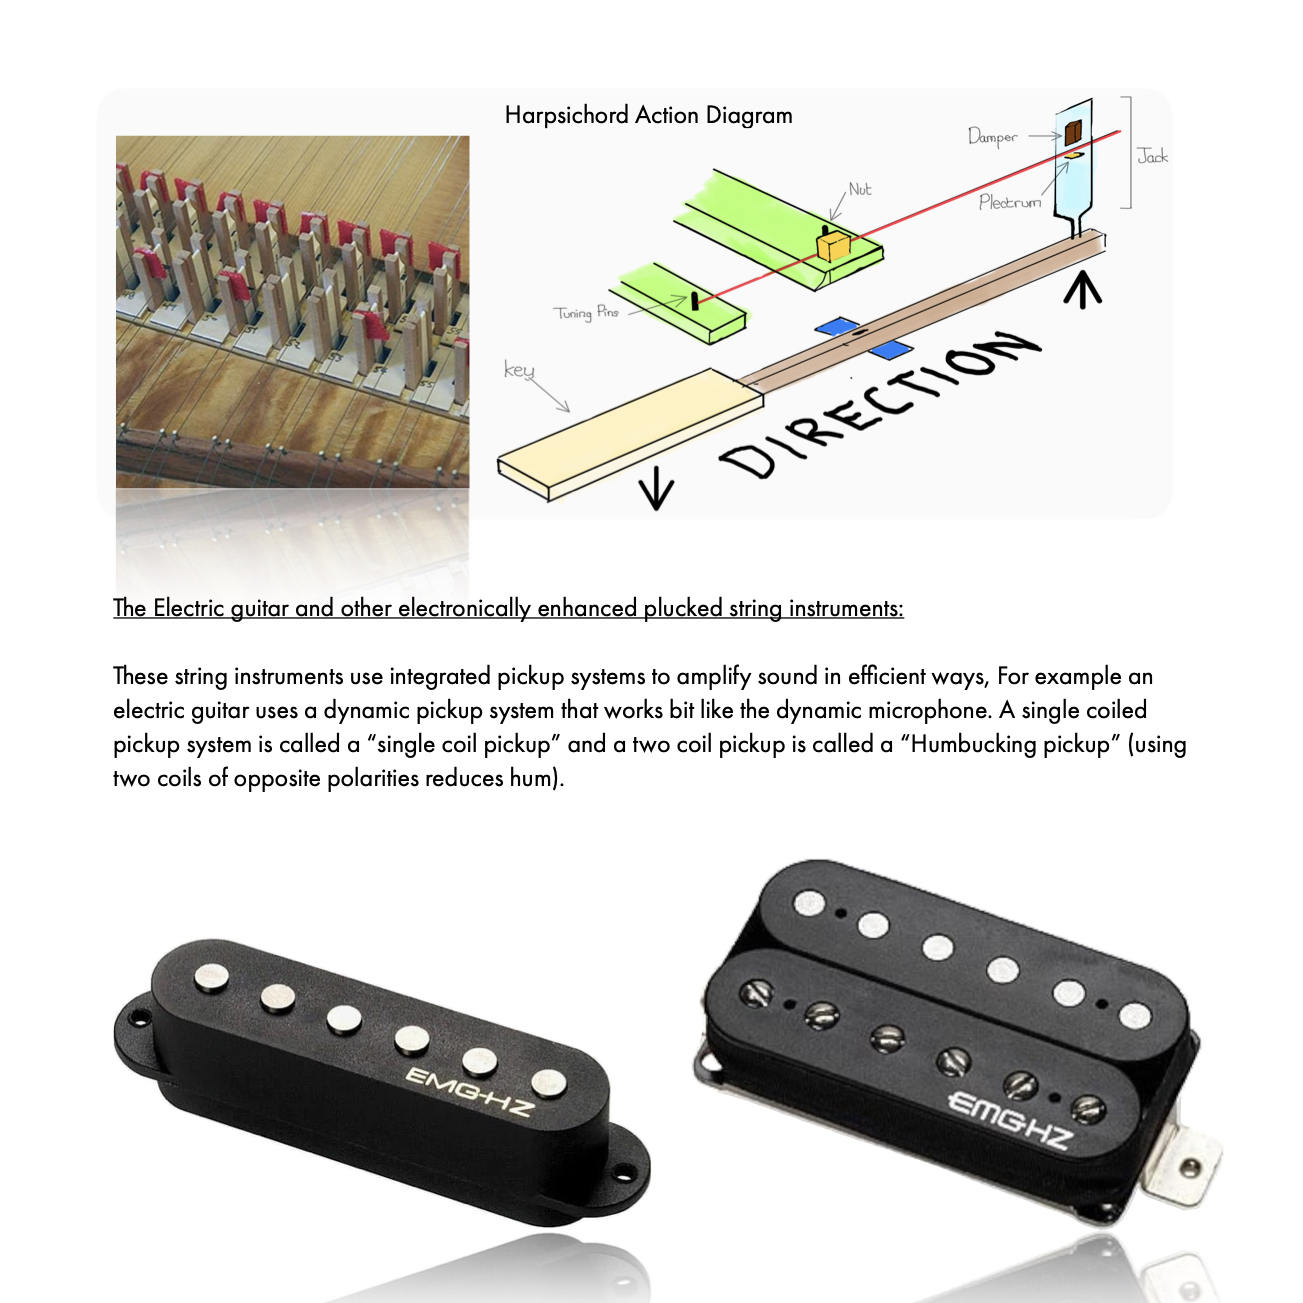 Harpsichord Action Diagram
Damper
Jack
Plectrum
Nut
Tuning Pins
key
DIRECTION
The Electric guitar and other electronically enhanced plucked string instruments:
These string instruments use integrated pickup systems to amplify sound in efficient ways, For example an
electric guitar uses a dynamic pickup system that works bit like the dynamic microphone. A single coiled
pickup system is called a “single coil pickup” and a two coil pickup is called a “Humbucking pickup” (using
two coils of opposite polarities reduces hum).
EMG-HZ
EMG-HZ